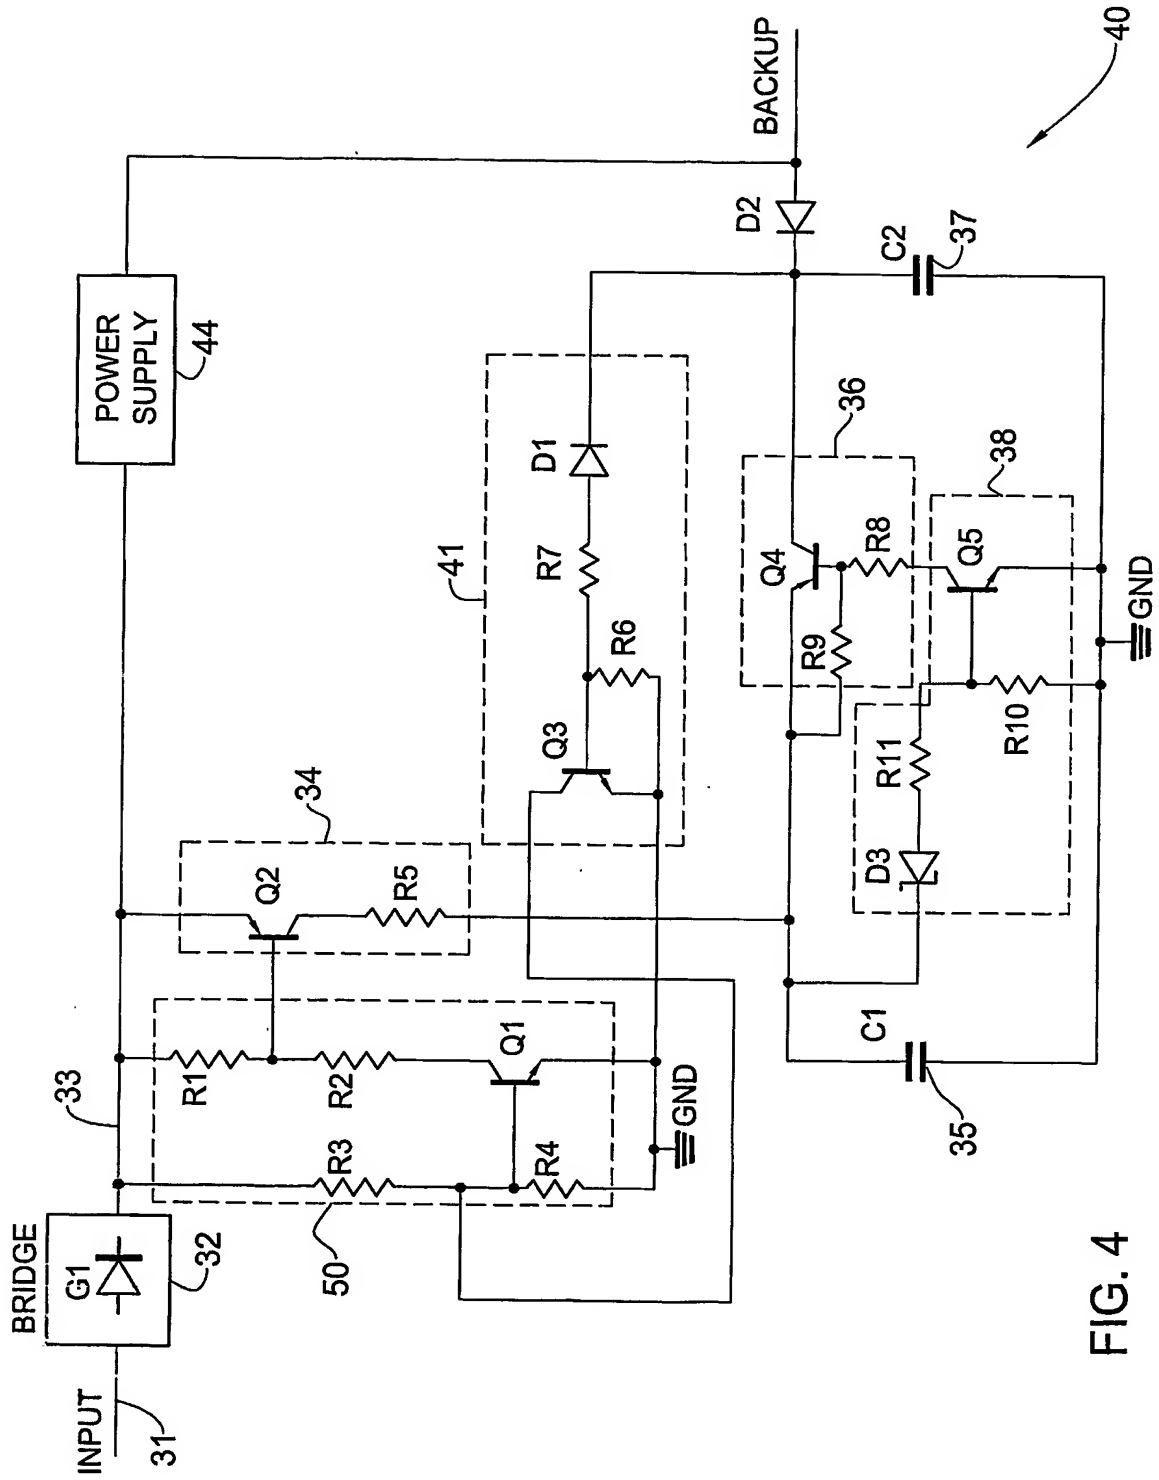 INPUT
31
BRIDGE
G1
32
33
50
R3
R4
R1
R2
Q1
GND
34
Q2
R5
POWER
SUPPLY
44
41
Q3
R6
R7
D1
BACKUP
D2
C2
37
36
Q4
R9
R8
38
Q5
R10
R11
D3
C1
35
GND
40
FIG. 4